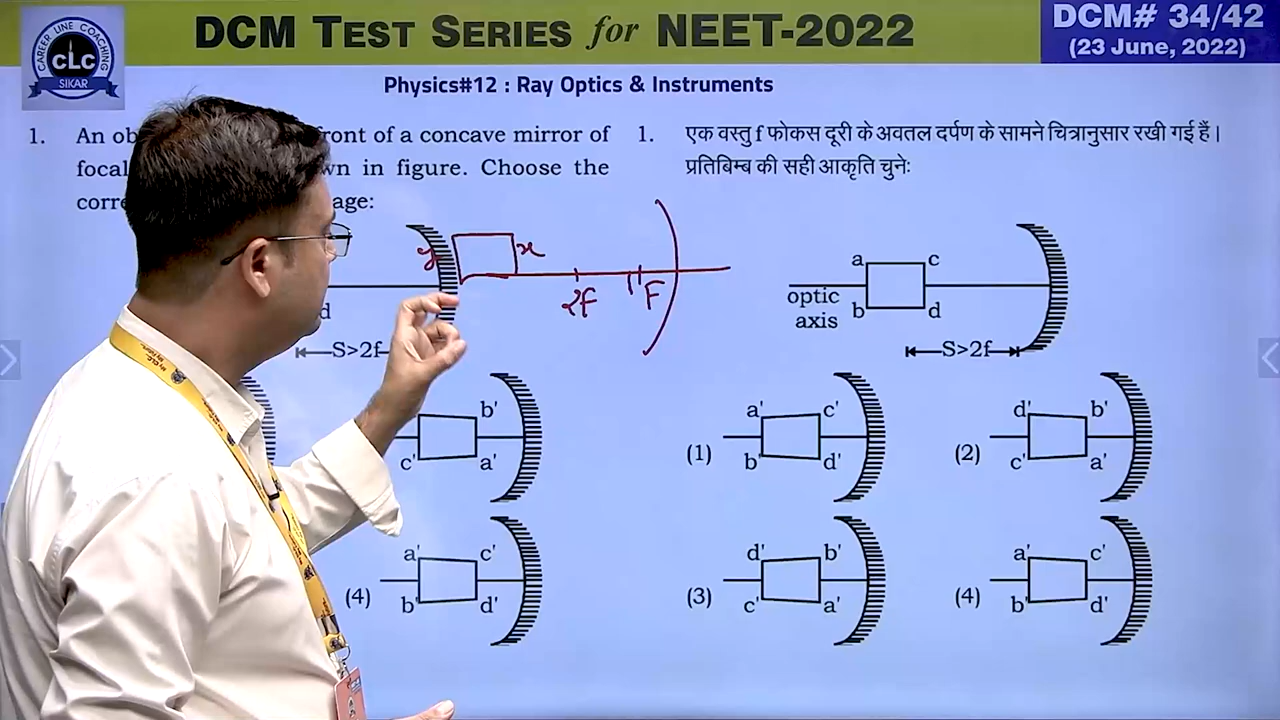 CAREER LINE COACHING
CLC
SIKAR
DCM TEST SERIES for NEET-2022
DCM# 34/42
(23 June, 2022)
Physics#12 : Ray Optics & Instruments
1. An ob front of a concave mirror of
focal wn in figure. Choose the
corre age:
y x
2F F
d
S>2f
b'
c' a'
(4) a' c'
b' d'
1. एक वस्तु f फोकस दूरी के अवतल दर्पण के सामने चित्रानुसार रखी गई हैं।
प्रतिबिम्ब की सही आकृति चुनेः
a c
optic b d
axis
S>2f
(1) a' c'
b' d'
(2) d' b'
c' a'
(3) d' b'
c' a'
(4) a' c'
b' d'